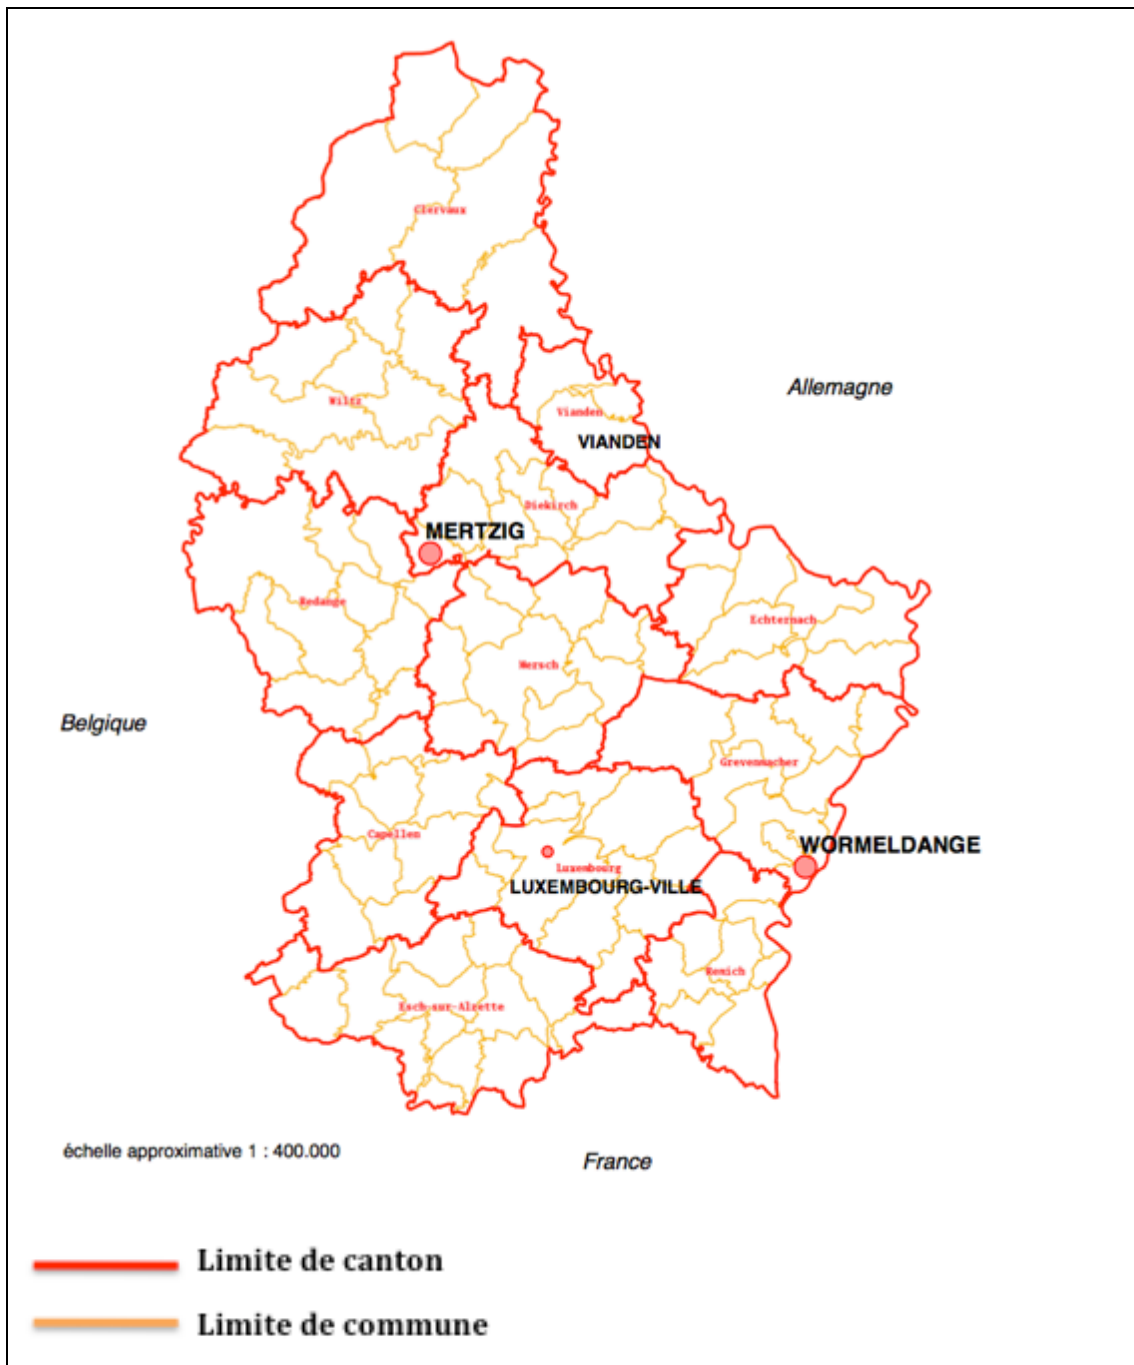 Clervaux
Allemagne
Wiltz
Vianden
VIANDEN
Diekirch
MERTZIG
Redange
Echternach
Mersch
Belgique
Grevenmacher
Capellen
WORMELDANGE
Luxembourg
LUXEMBOURG-VILLE
Remich
Esch-sur-Alzette
échelle approximative 1 : 400.000
France
Limite de canton
Limite de commune